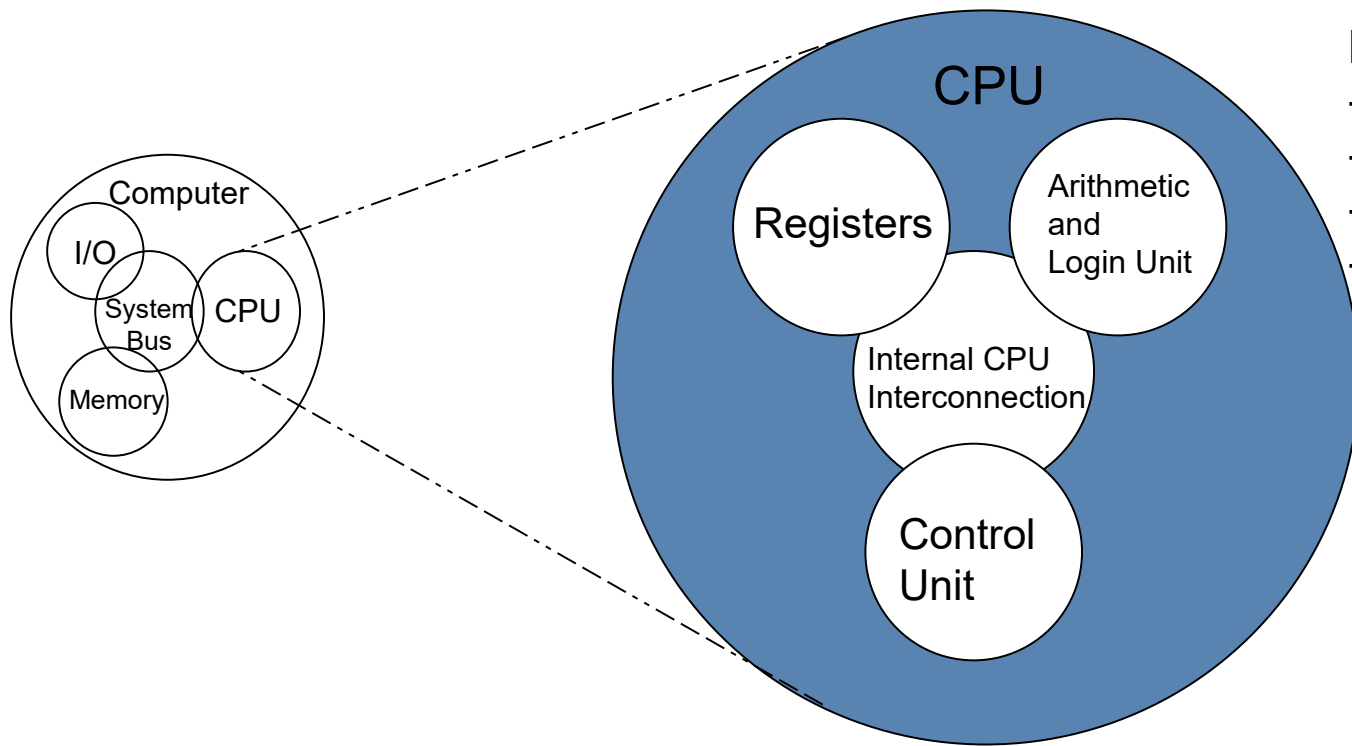 Computer
I/O
System
Bus
CPU
Memory
CPU
Registers
Arithmetic
and
Login Unit
Internal CPU
Interconnection
Control
Unit